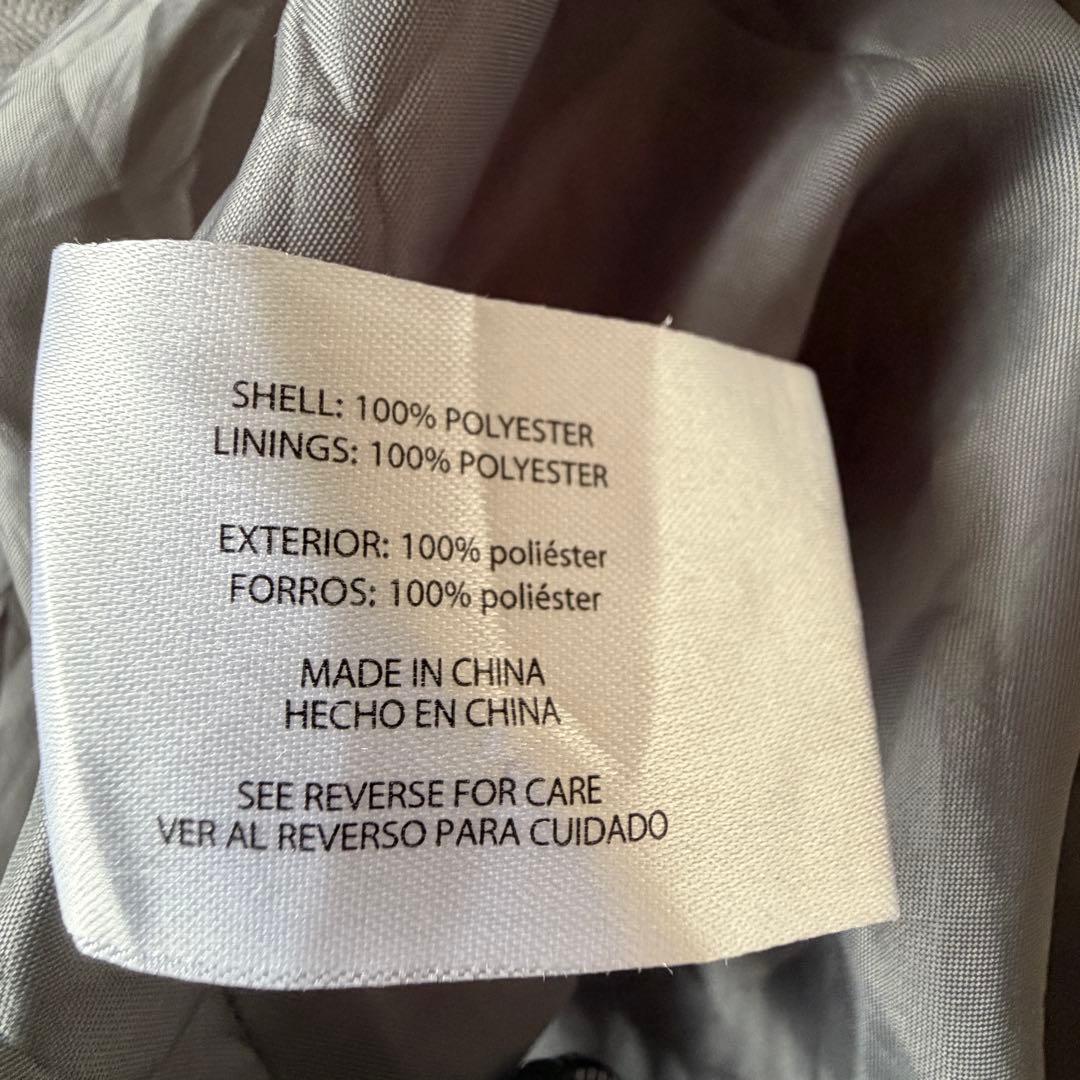 SHELL: 100% POLYESTER
LININGS: 100% POLYESTER
EXTERIOR: 100% poliéster
FORROS: 100% poliéster
MADE IN CHINA
HECHO EN CHINA
SEE REVERSE FOR CARE
VER AL REVERSO PARA CUIDADO